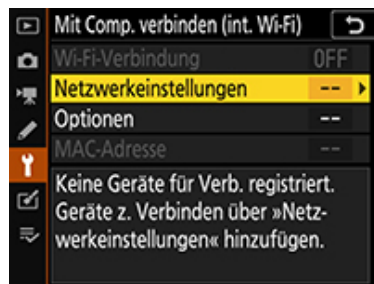 Mit Comp. verbinden (int. Wi-Fi)
Wi-Fi-Verbindung OFF
Netzwerkeinstellungen --
Optionen --
MAC-Adresse --
Keine Geräte für Verb. registriert.
Geräte z. Verbinden über »Netz-
werkeinstellungen« hinzufügen.